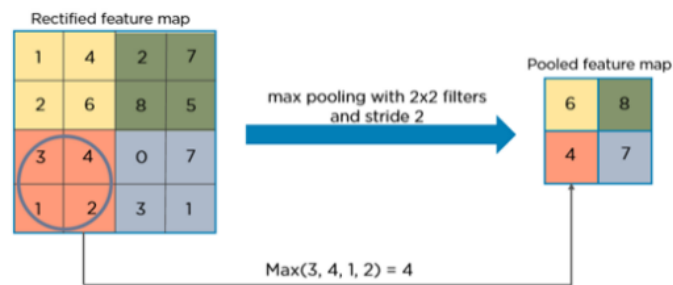 Rectified feature map
1 4 2 7
2 6 8 5
3 4 0 7
1 2 3 1
max pooling with 2x2 filters
and stride 2
Pooled feature map
6 8
4 7
Max(3, 4, 1, 2) = 4